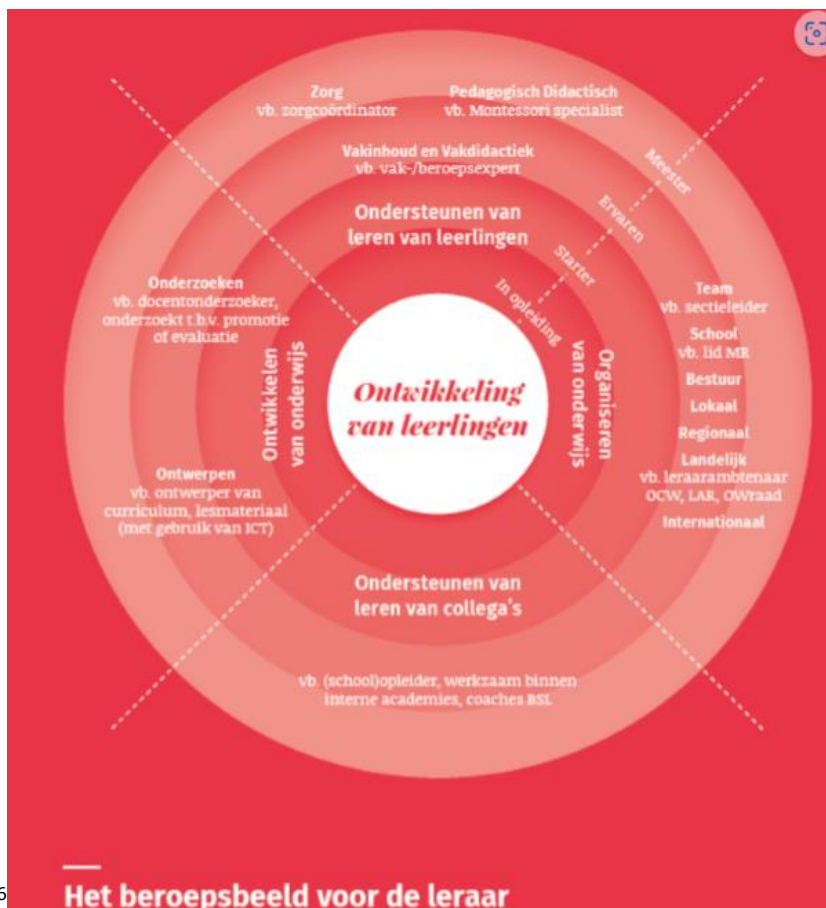 Zorg
vb. zorgcoördinator
Pedagogisch Didactisch
vb. Montessori specialist
Vakinhoud en Vakdidactiek
vb. vak-/beroepsexpert
Ondersteunen van
leren van leerlingen
Meester
Ervaren
Starter
In opleiding
Onderzoeken
vb. docentonderzoeker,
onderzoekt t.b.v. promotie
of evaluatie
Ontwikkelen
van onderwijs
Ontwerpen
vb. ontwerper van
curriculum, lesmateriaal
(met gebruik van ICT)
Ontwikkeling
van leerlingen
Organiseren
van onderwijs
Team
vb. sectieleider
School
vb. lid MR
Bestuur
Lokaal
Regionaal
Landelijk
vb. leraarambtenaar
OCW, LAR, OWraad
Internationaal
Ondersteunen van
leren van collega's
vb. (school)opleider, werkzaam binnen
interne academies, coaches BSL
6
Het beroepsbeeld voor de leraar